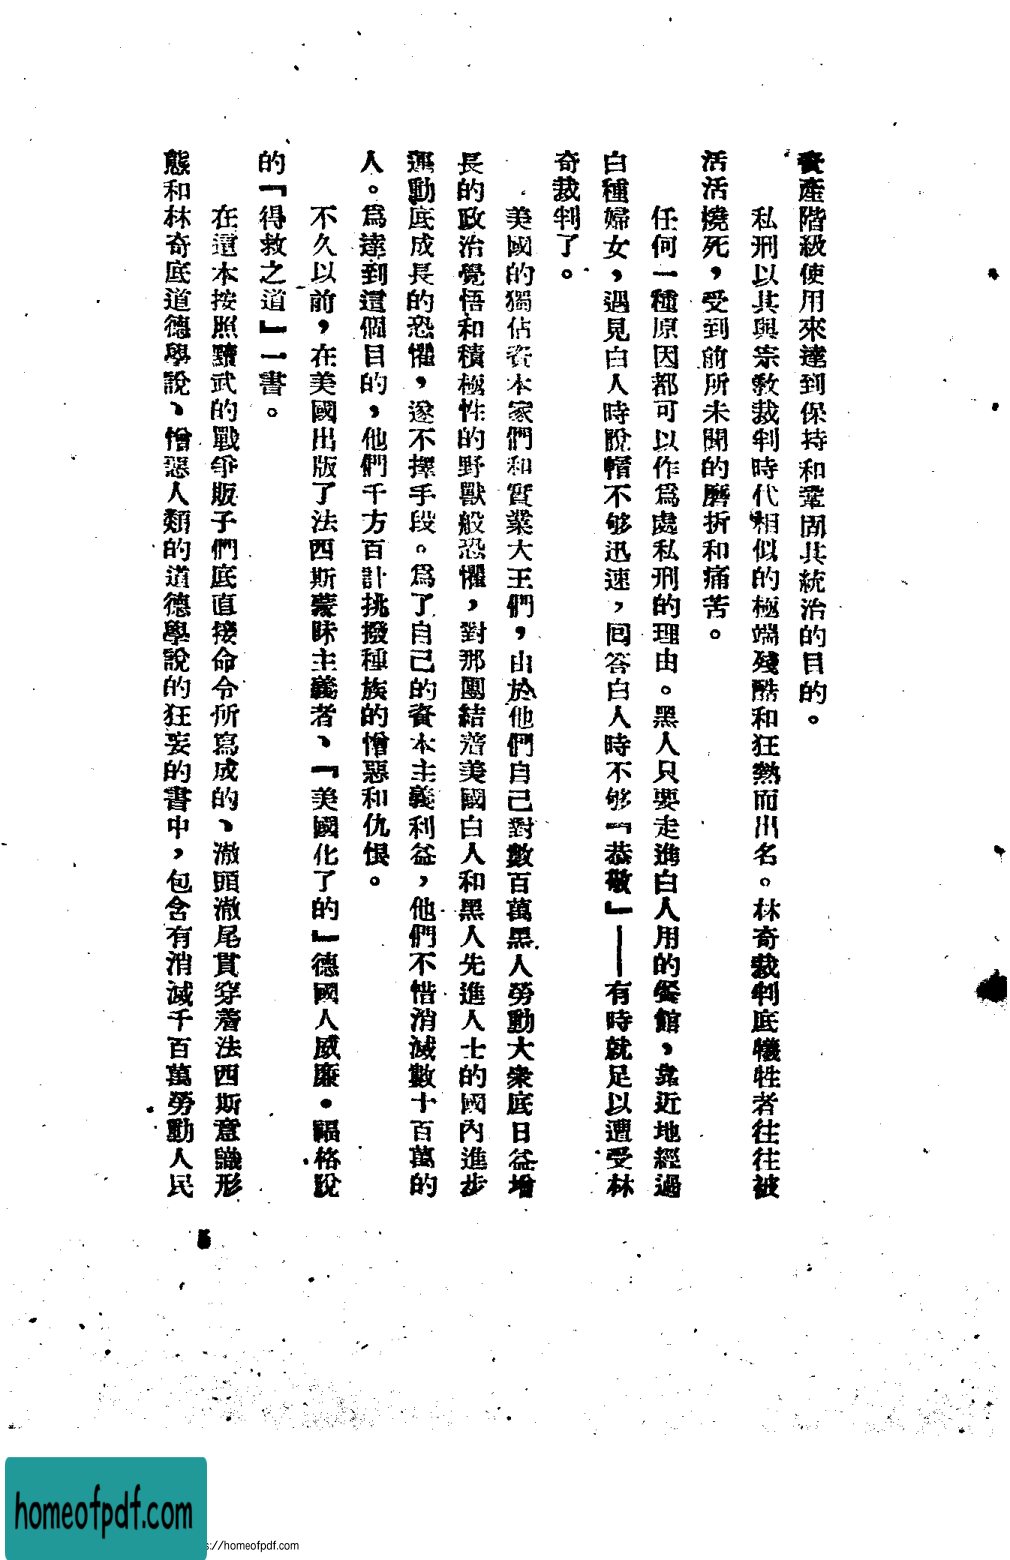 資產階級使用來達到保持和鞏固其統治的目的。
私刑以其與宗教裁判時代相似的極端殘酷和狂熱而出名。林奇裁判底犧牲者往往被
活活燒死，受到前所未聞的磨折和痛苦。
任何一種原因都可以作爲處私刑的理由。黑人只要走進白人用的餐館，靠近地經過
白種婦女，遇見白人時脫帽不够迅速，回答白人時不够「恭敬」——有時就足以遭受林
奇裁判了。
美國的獨佔資本家們和實業大王們，由於他們自己對數百萬黑人勞動大衆底日益增
長的政治覺悟和積極性的野獸般恐懼，對那團結着美國白人和黑人先進人士的國內進步
運動底成長的恐懼，遂不擇手段。爲了自己的資本主義利益，他們不惜消滅數十百萬的
人。爲達到這個目的，他們千方百計挑撥種族的憎惡和仇恨。
不久以前，在美國出版了法西斯蒙昧主義者、「美國化了的」德國人威廉・福格脫
的「得救之道」一書。
在這本按照黷武的戰爭販子們底直接命令所寫成的、澈頭澈尾貫穿着法西斯意識形
態和林奇底道德學說、憎惡人類的道德學說的狂妄的書中，包含有消滅千百萬勞動人民
5
homeofpdf.com
s://homeofpdf.com